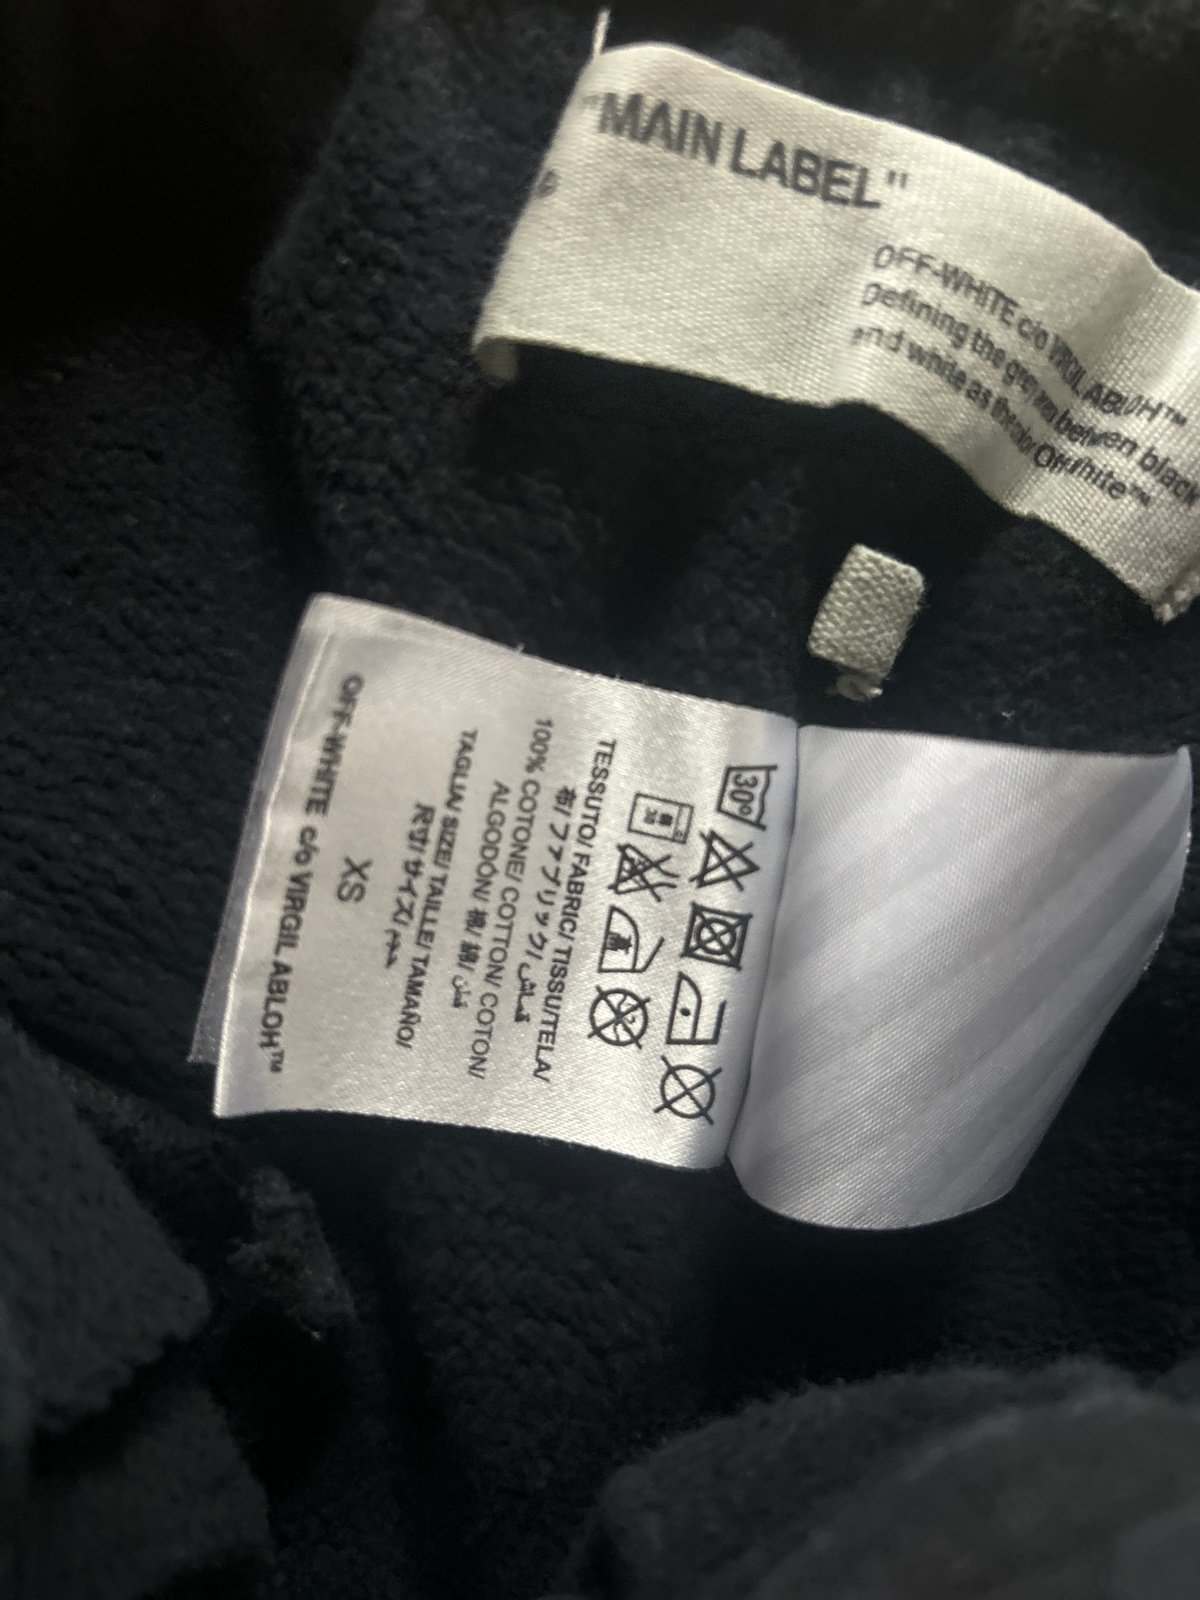 "MAIN LABEL"
OFF-WHITE c/o VIRGIL ABLOH™
Defining the grey area between black
and white as the color Off-White™
30°
TESSUTO/ FABRIC/ TISSU/TELA/
布/ ファブリック/ قماش
100% COTONE/ COTTON/ COTON/
ALGODÓN/ 棉/ 綿/ قطن
TAGLIA/ SIZE/ TAILLE/ TAMAÑO/
尺寸/ サイズ/ حجم
XS
OFF-WHITE c/o VIRGIL ABLOH™